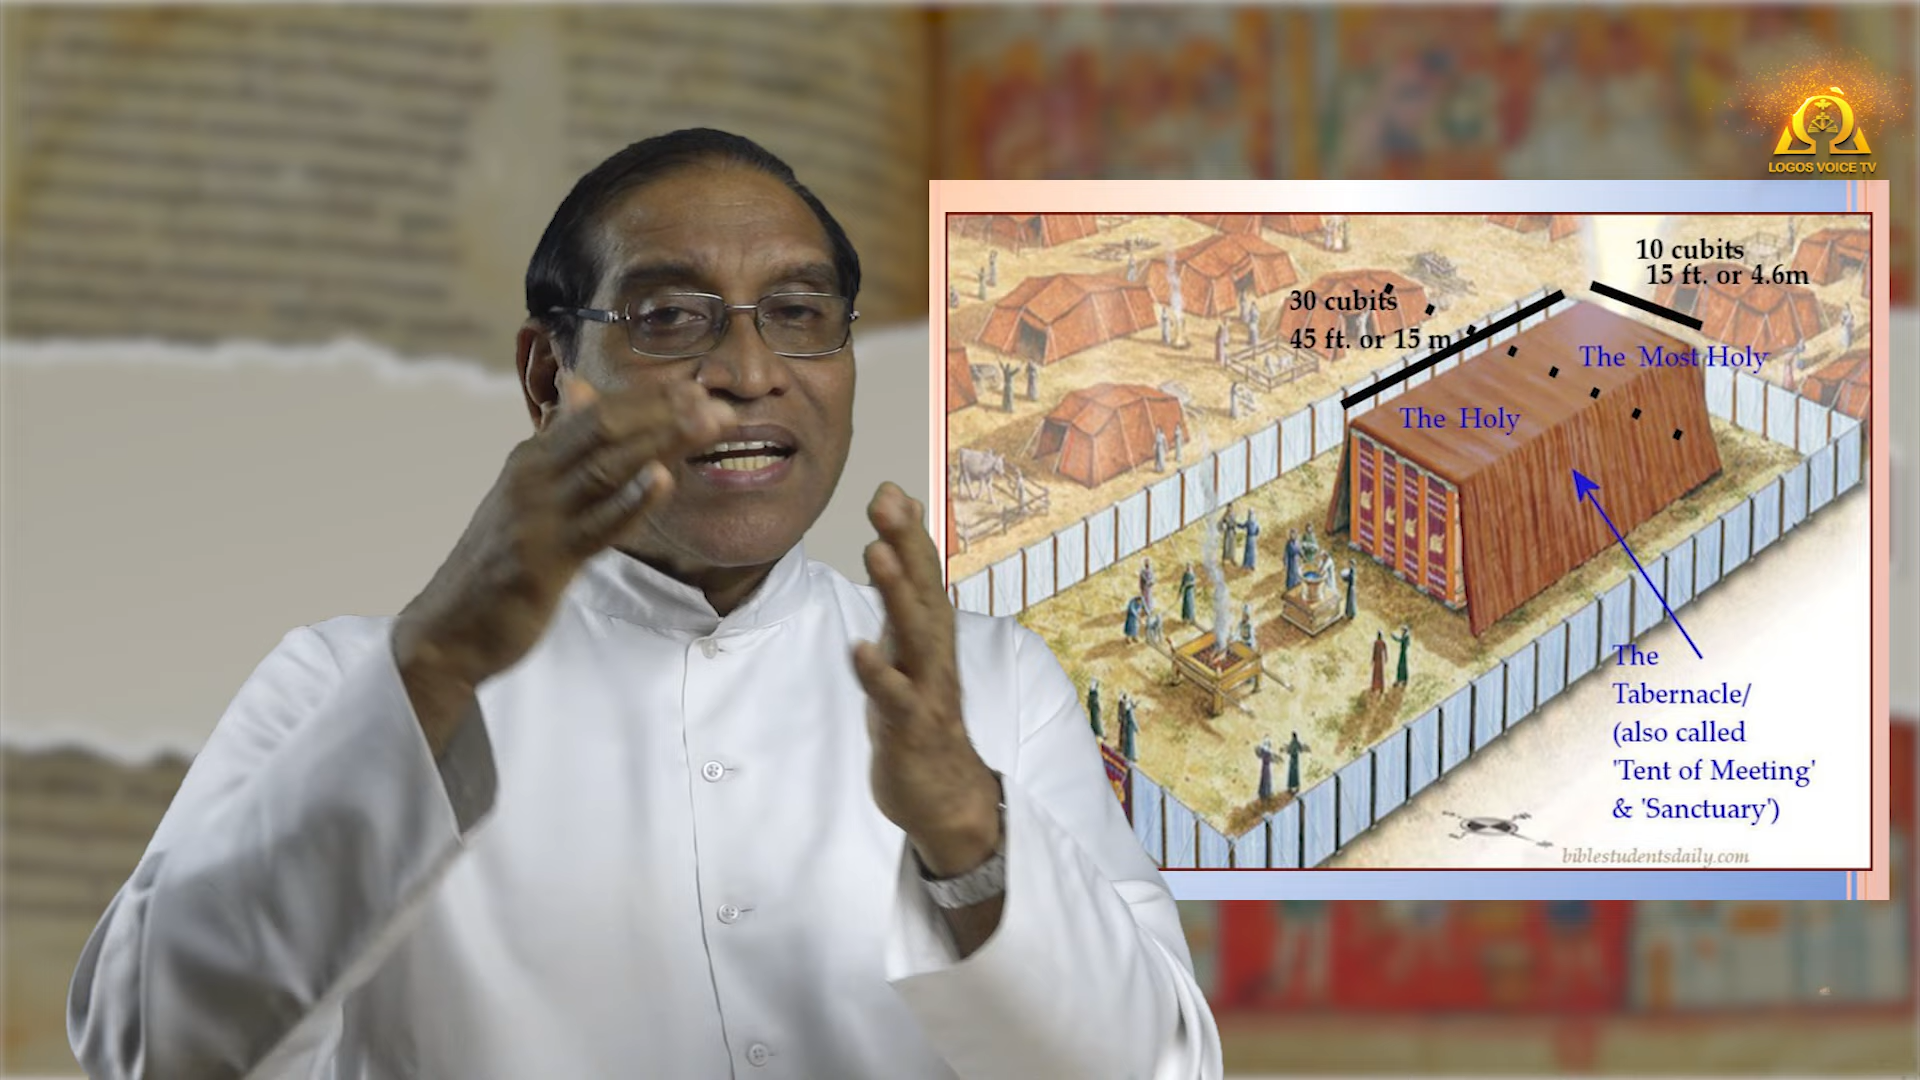 LOGOS VOICE TV
10 cubits
15 ft. or 4.6m
30 cubits
45 ft. or 15 m
The Most Holy
The Holy
The
Tabernacle/
(also called
'Tent of Meeting'
& 'Sanctuary')
biblestudentsdaily.com